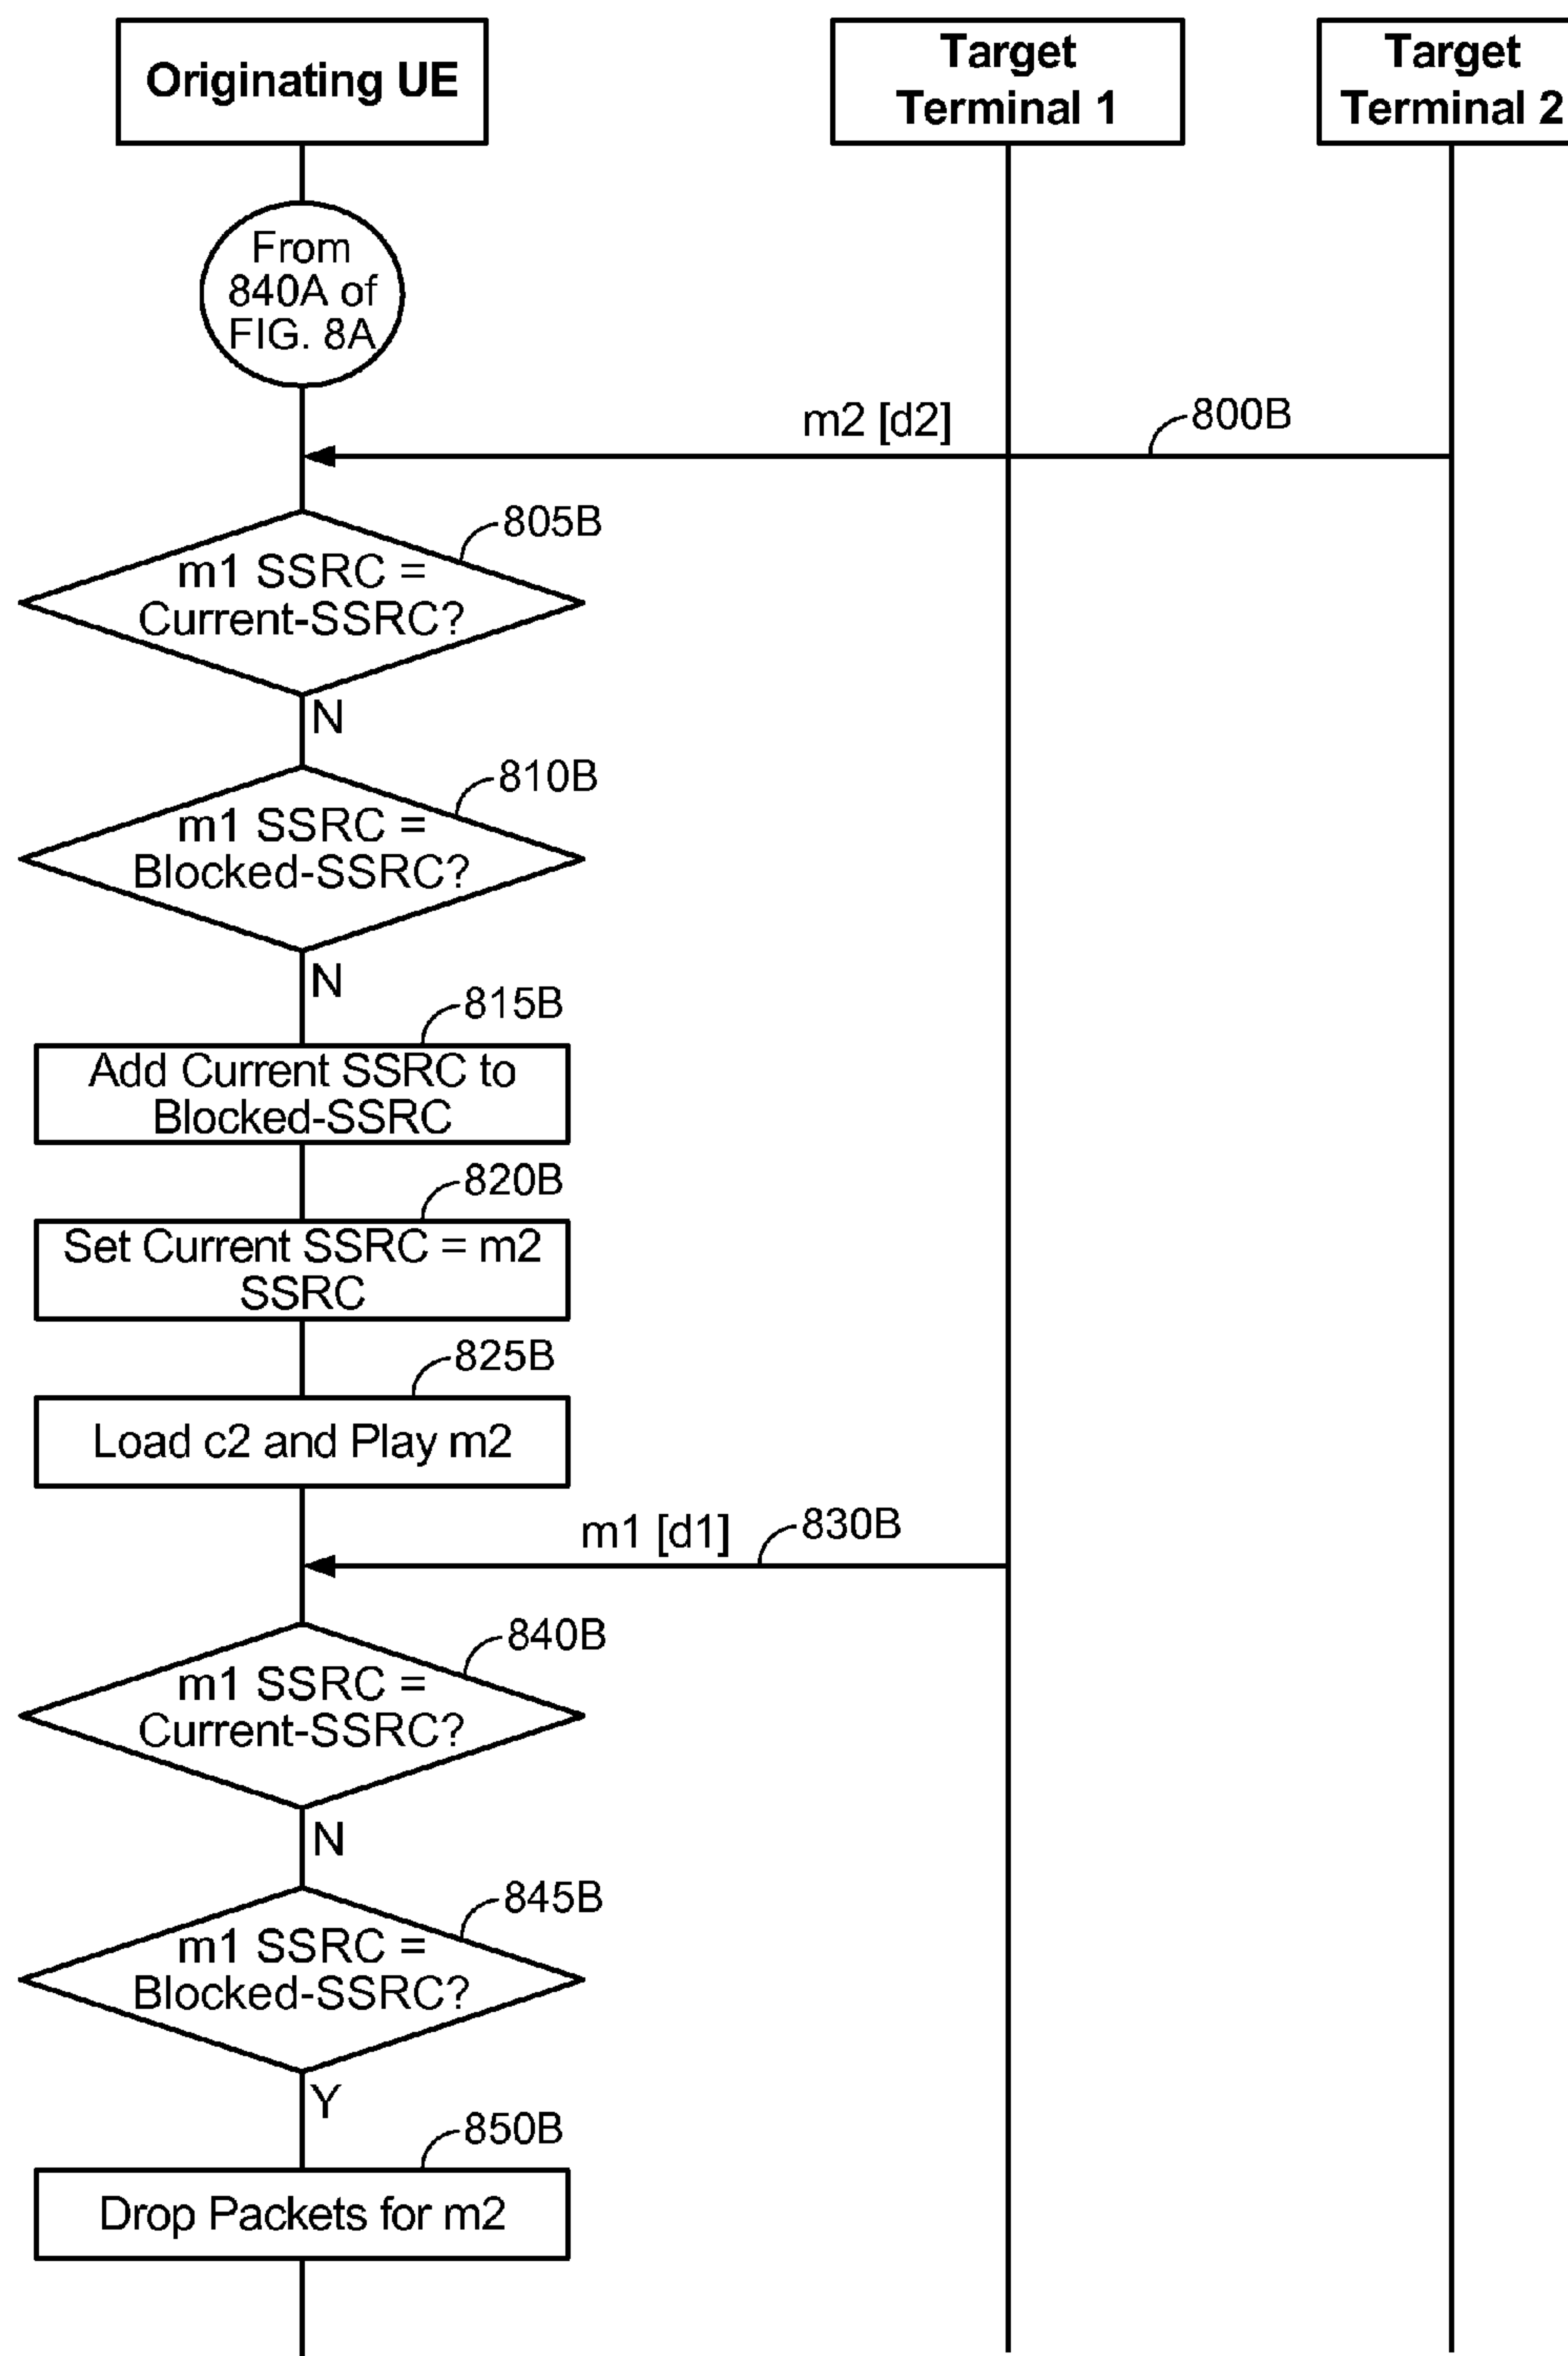 Originating UE
Target
Terminal 1
Target
Terminal 2
From
840A of
FIG. 8A
m2 [d2]
800B
805B
m1 SSRC =
Current-SSRC?
N
810B
m1 SSRC =
Blocked-SSRC?
N
815B
Add Current SSRC to
Blocked-SSRC
820B
Set Current SSRC = m2
SSRC
825B
Load c2 and Play m2
m1 [d1]
830B
840B
m1 SSRC =
Current-SSRC?
N
845B
m1 SSRC =
Blocked-SSRC?
Y
850B
Drop Packets for m2